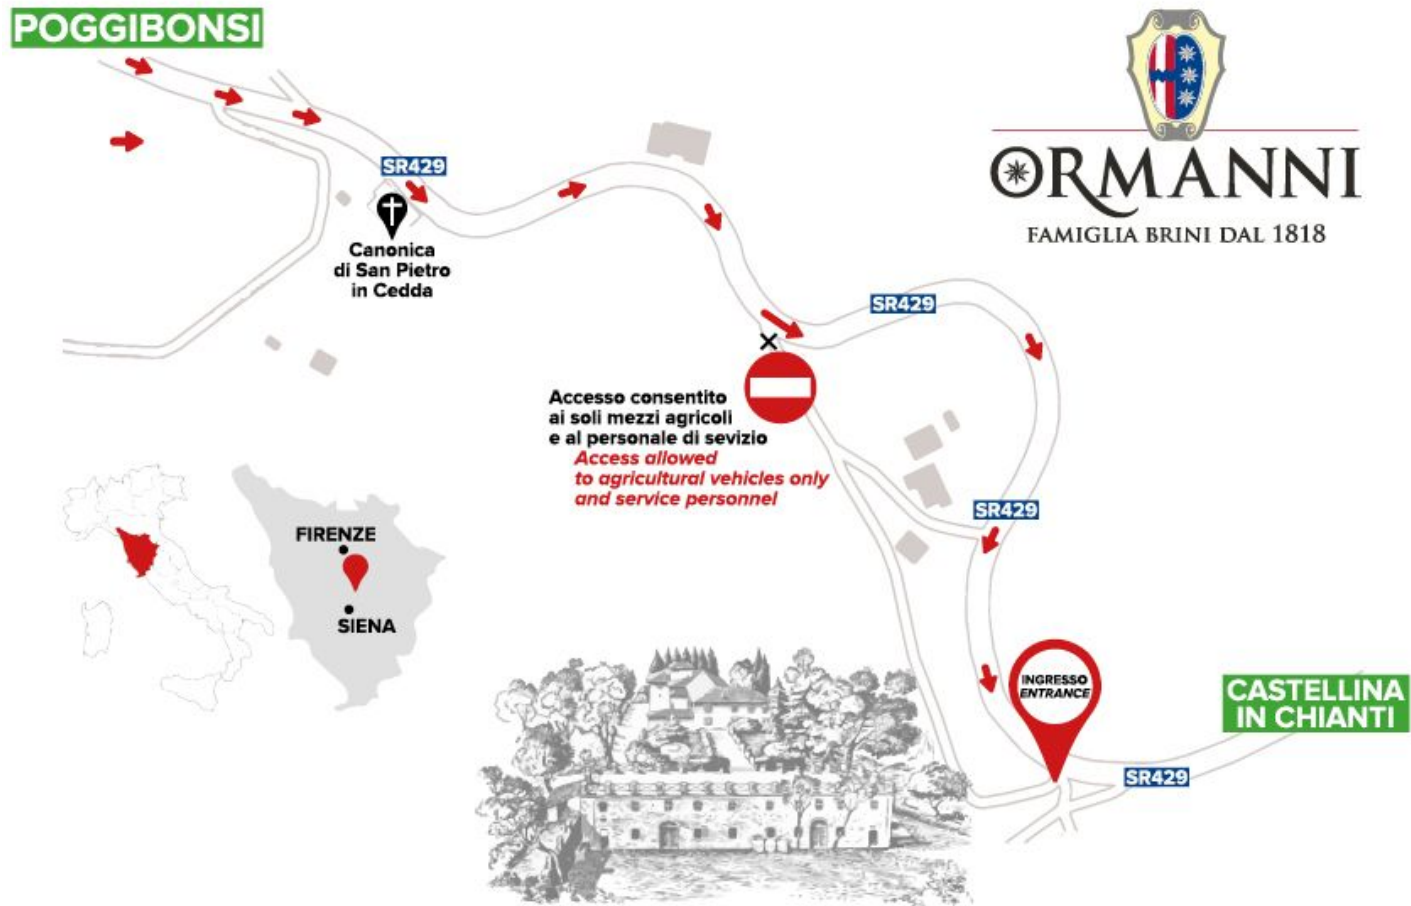 POGGIBONSI
ORMANNI
FAMIGLIA BRINI DAL 1818
SR429
Canonica
di San Pietro
in Cedda
SR429
Accesso consentito
ai soli mezzi agricoli
e al personale di sevizio
Access allowed
to agricultural vehicles only
and service personnel
SR429
FIRENZE
SIENA
INGRESSO
ENTRANCE
CASTELLINA
IN CHIANTI
SR429